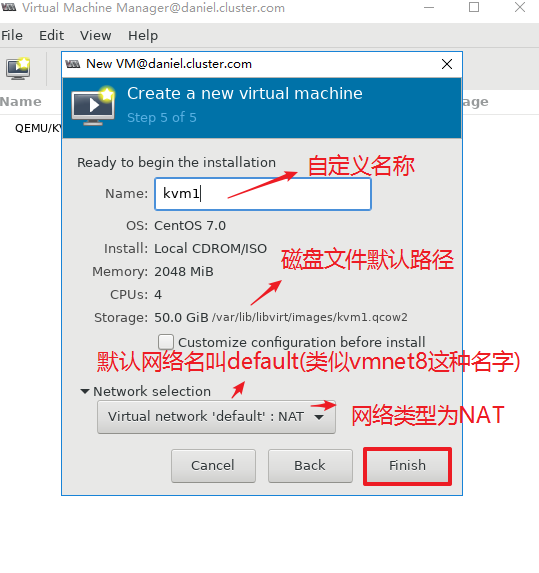 Virtual Machine Manager@daniel.cluster.com
File Edit View Help
Name
QEMU/K
New VM@daniel.cluster.com
Create a new virtual machine
Step 5 of 5
Ready to begin the installation
自定义名称
Name: kvm1
OS: CentOS 7.0
Install: Local CDROM/ISO
磁盘文件默认路径
Memory: 2048 MiB
CPUs: 4
Storage: 50.0 GiB /var/lib/libvirt/images/kvm1.qcow2
Customize configuration before install
默认网络名叫default(类似vmnet8这种名字)
Network selection
Virtual network 'default' : NAT
网络类型为NAT
Cancel Back Finish